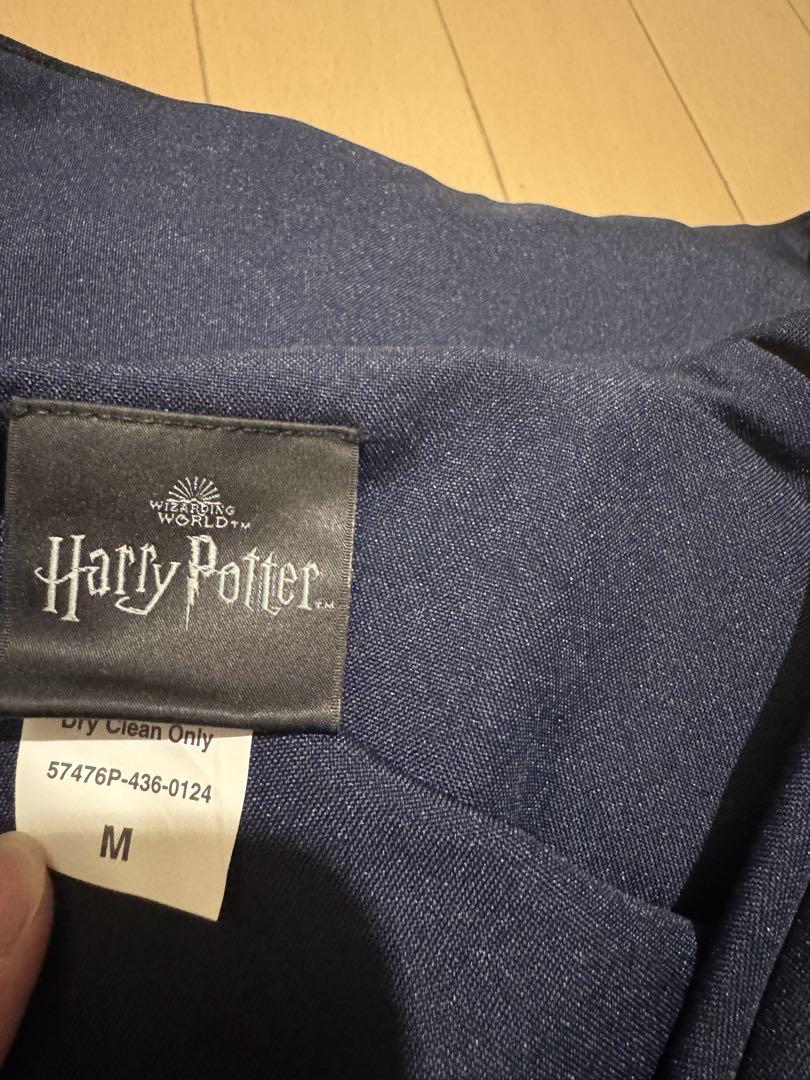 WIZARDING
WORLD™
Harry Potter™
Dry Clean Only
57476P-436-0124
M